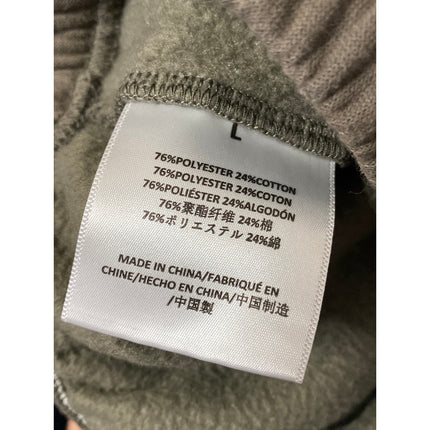 L
76%POLYESTER 24%COTTON
76%POLYESTER 24%COTON
76%POLIÉSTER 24%ALGODÓN
76%聚酯纤维 24%棉
76%ポリエステル 24%綿
MADE IN CHINA/FABRIQUÉ EN
CHINE/HECHO EN CHINA/中国制造
/中国製